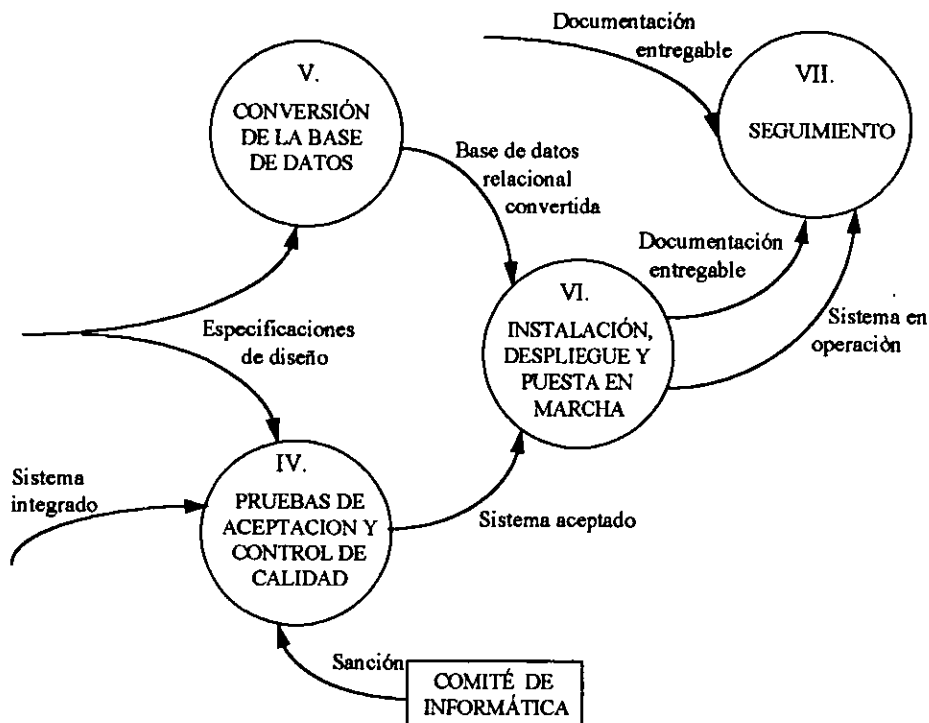 Documentación
entregable
V.
CONVERSIÓN
DE LA BASE
DE DATOS
VII.
SEGUIMIENTO
Base de datos
relacional
convertida
Documentación
entregable
VI.
INSTALACIÓN,
DESPLIEGUE Y
PUESTA EN
MARCHA
Sistema en
operación
Especificaciones
de diseño
IV.
PRUEBAS DE
ACEPTACION Y
CONTROL DE
CALIDAD
Sistema
integrado
Sistema aceptado
Sanción
COMITÉ DE
INFORMÁTICA